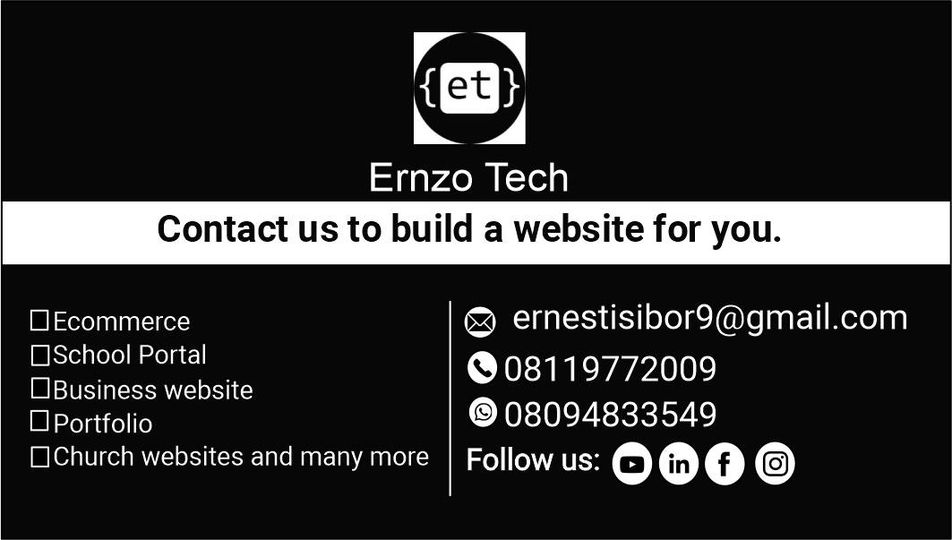 {et}
Ernzo Tech
Contact us to build a website for you.
Ecommerce
School Portal
Business website
Portfolio
Church websites and many more
ernestisibor9@gmail.com
08119772009
08094833549
Follow us: in f